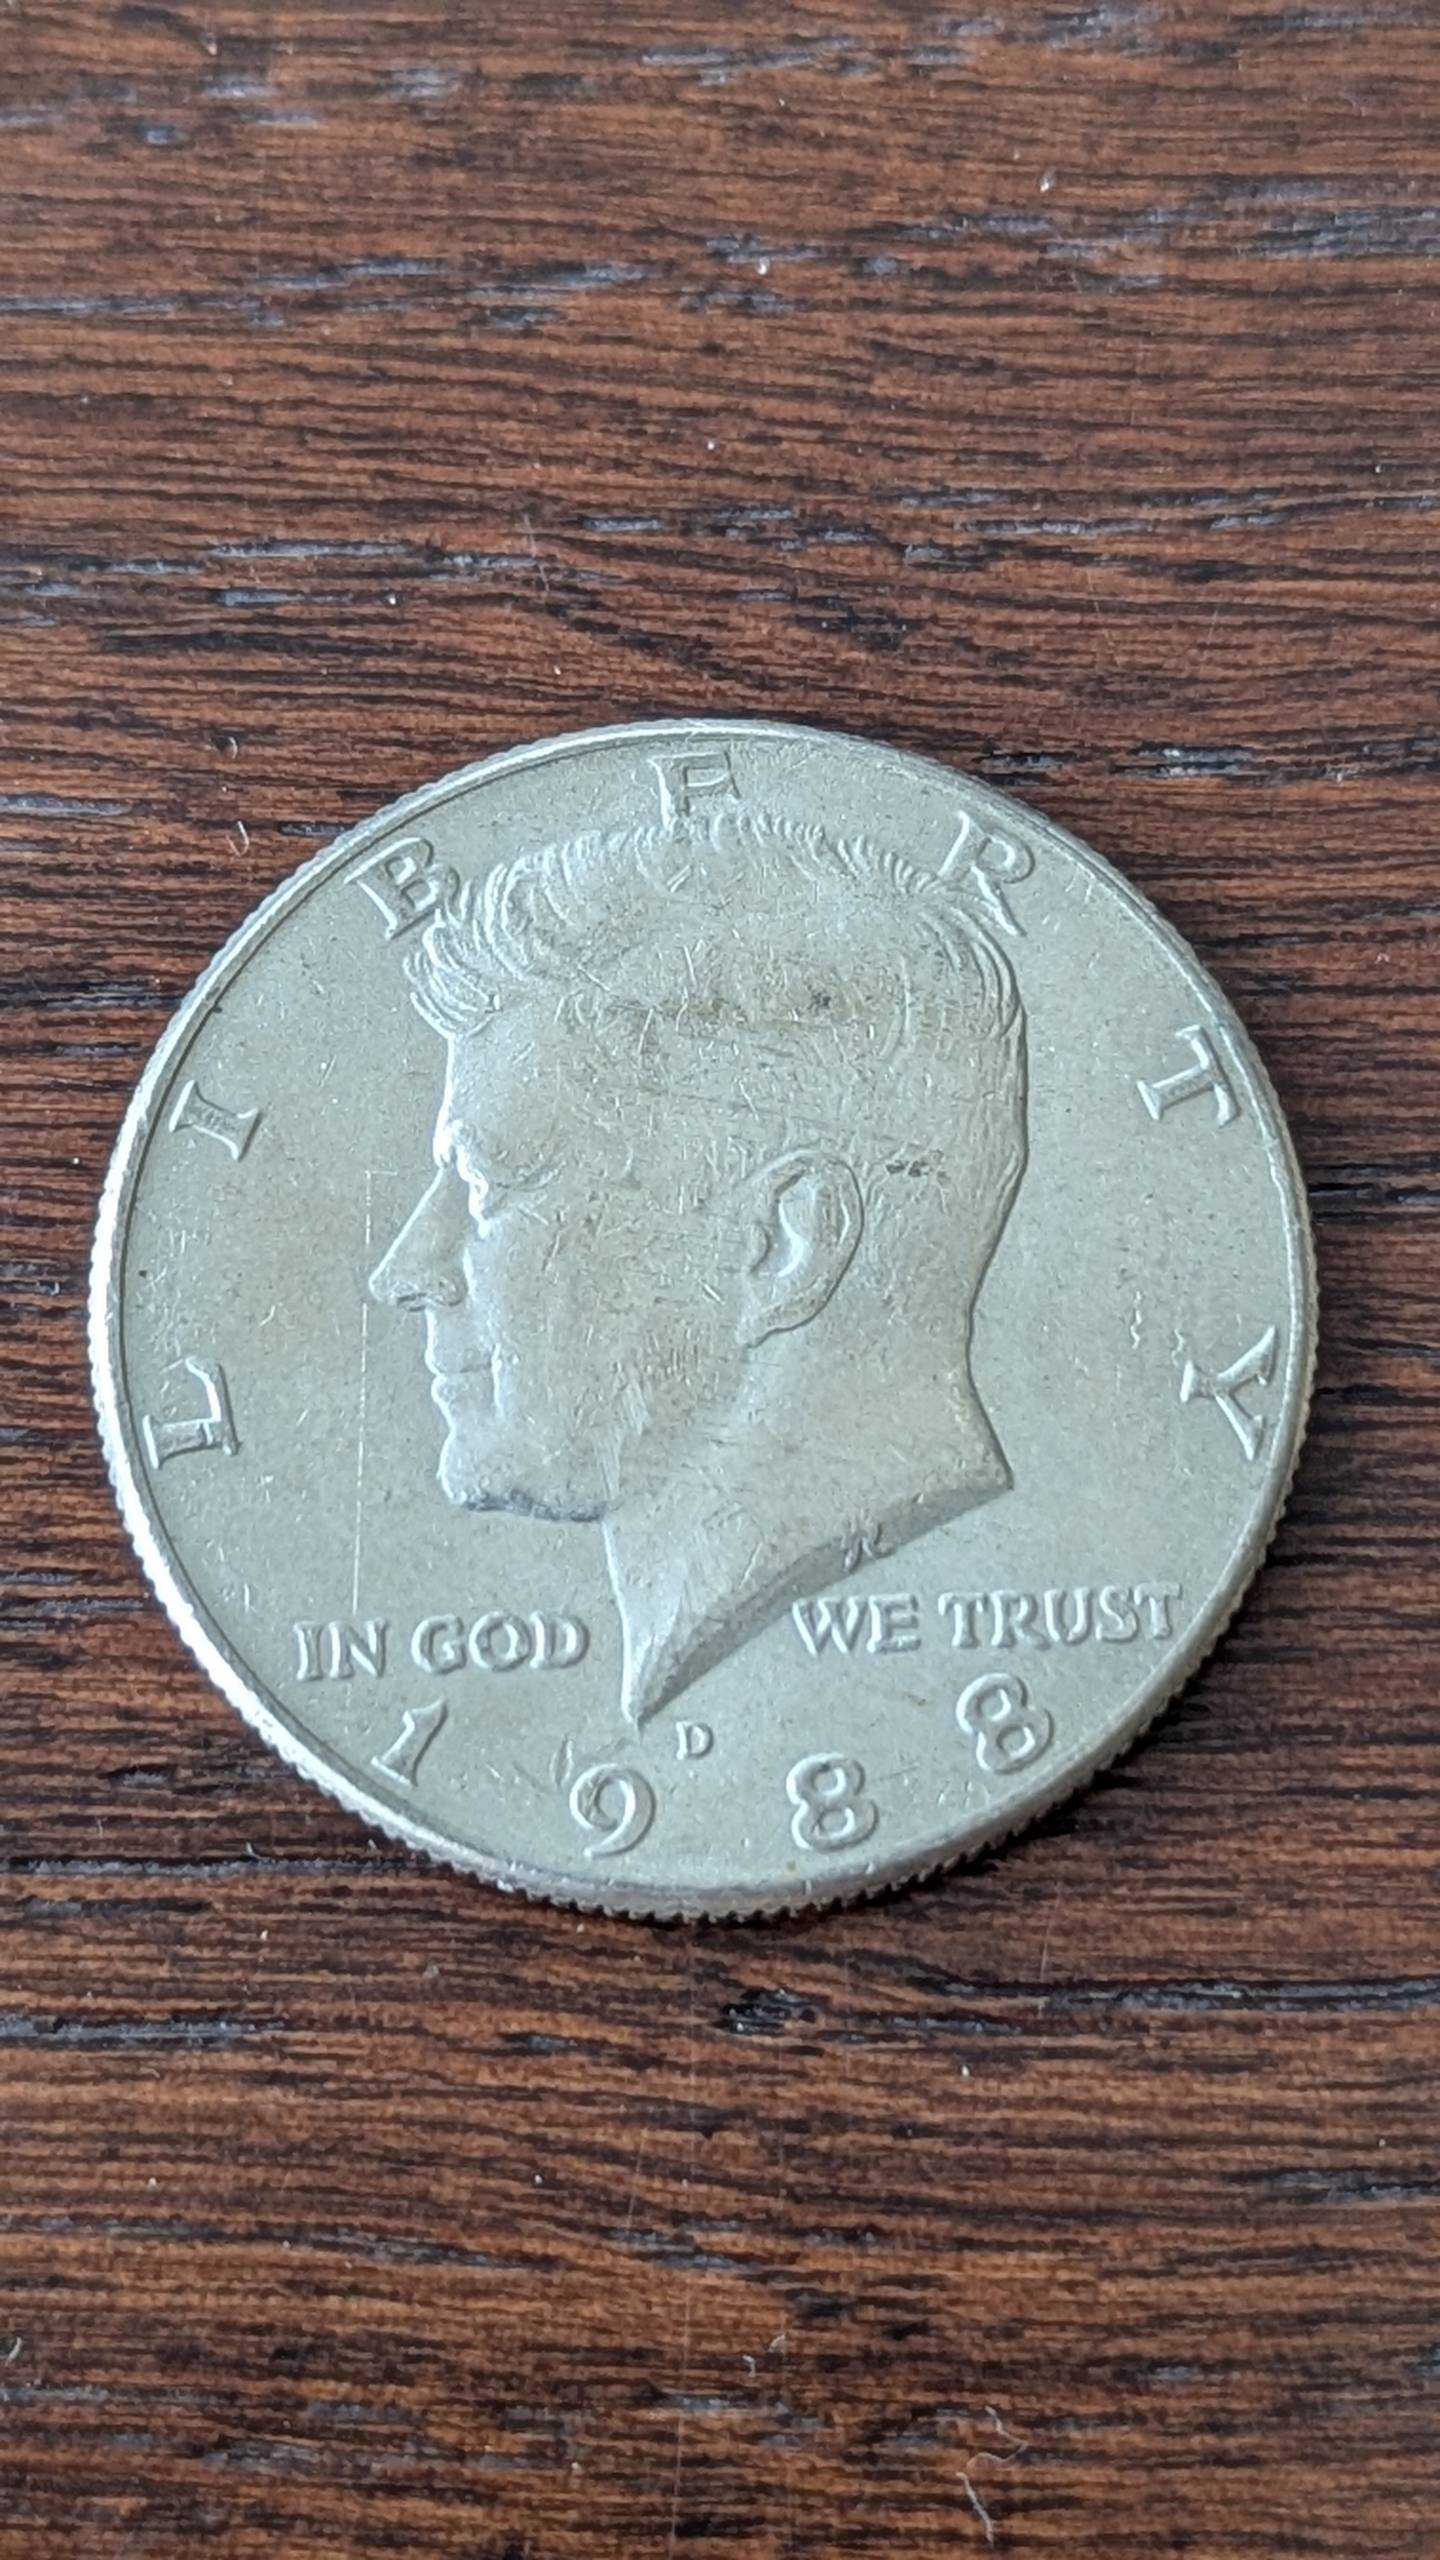 LIBERTY
IN GOD WE TRUST
D
1988